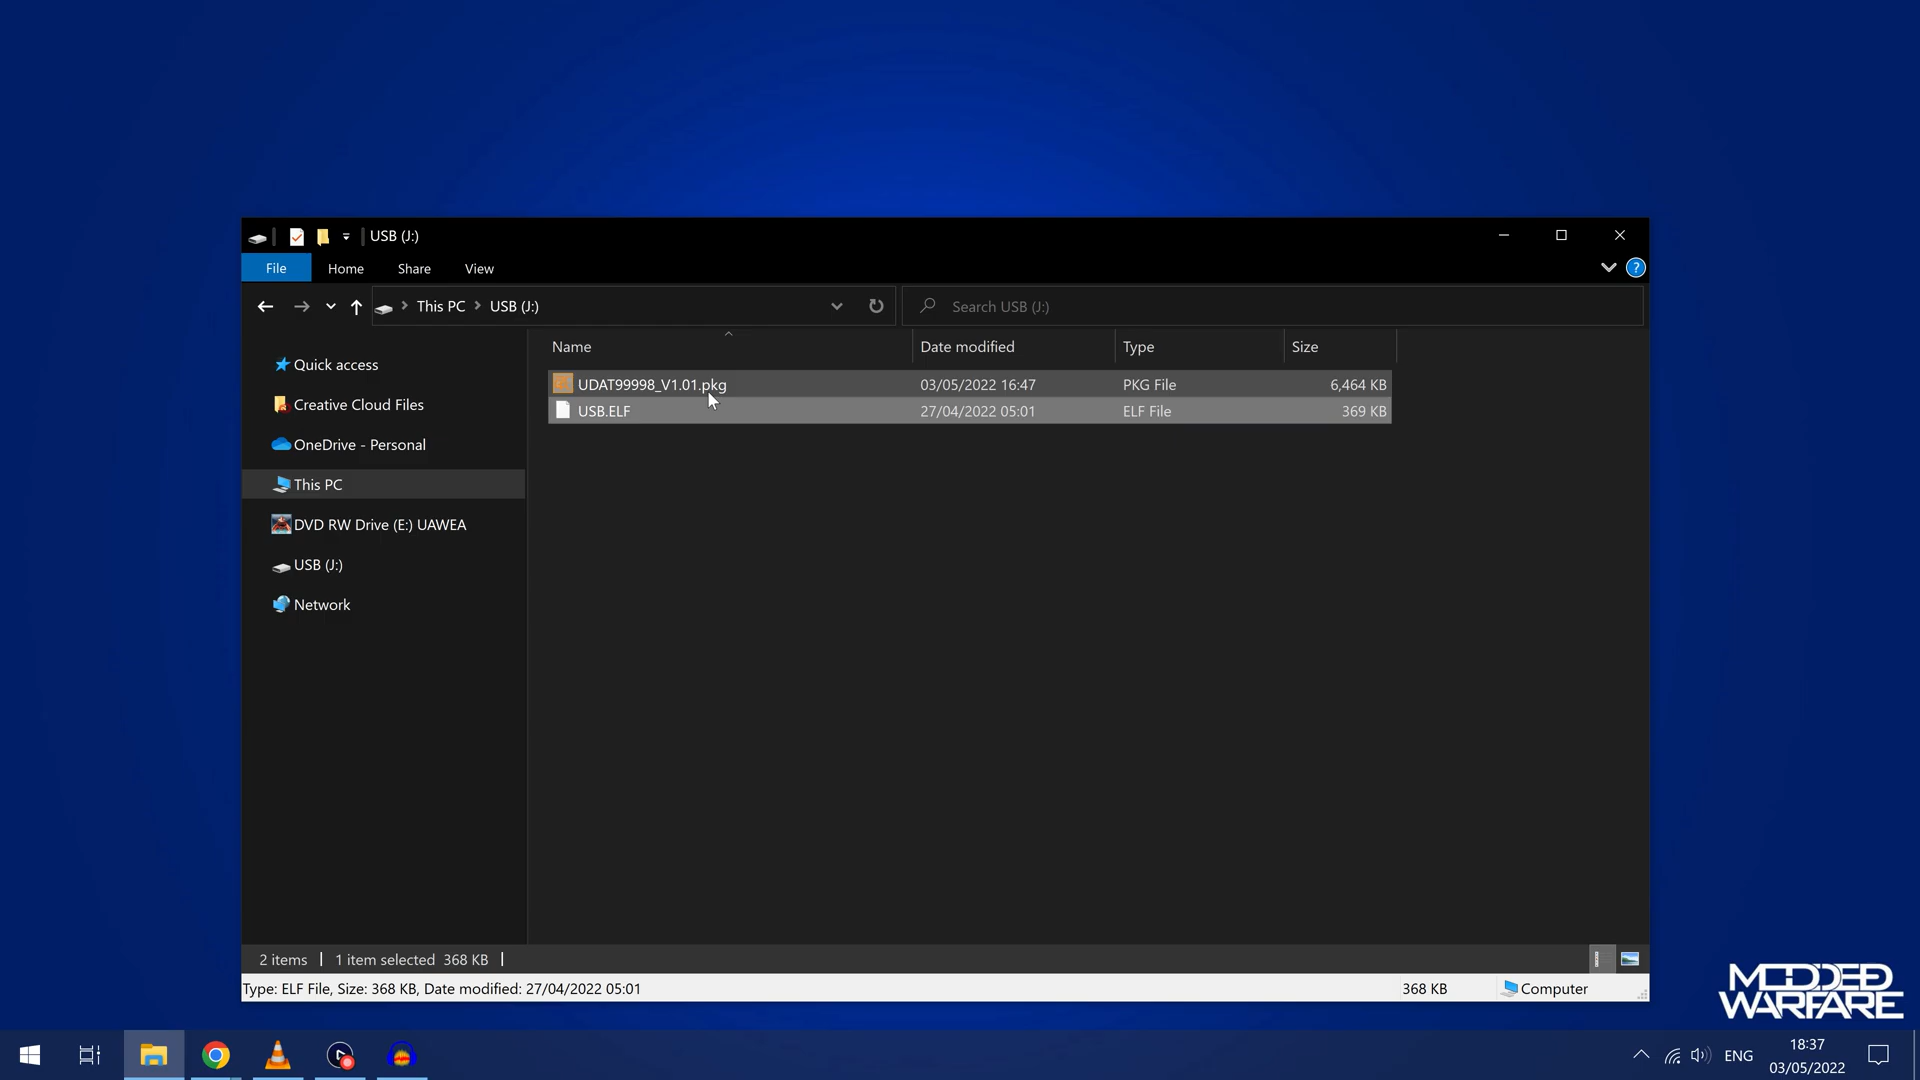 USB (J:)
File Home Share View ?
This PC USB (J:) Search USB (J:)
Name Date modified Type Size
Quick access
Creative Cloud Files
OneDrive - Personal
This PC
DVD RW Drive (E:) UAWEA
USB (J:)
Network
UDAT99998_V1.01.pkg 03/05/2022 16:47 PKG File 6,464 KB
USB.ELF 27/04/2022 05:01 ELF File 369 KB
2 items 1 item selected 368 KB
Type: ELF File, Size: 368 KB, Date modified: 27/04/2022 05:01 368 KB Computer
MODDED
WARFARE
ENG
18:37
03/05/2022